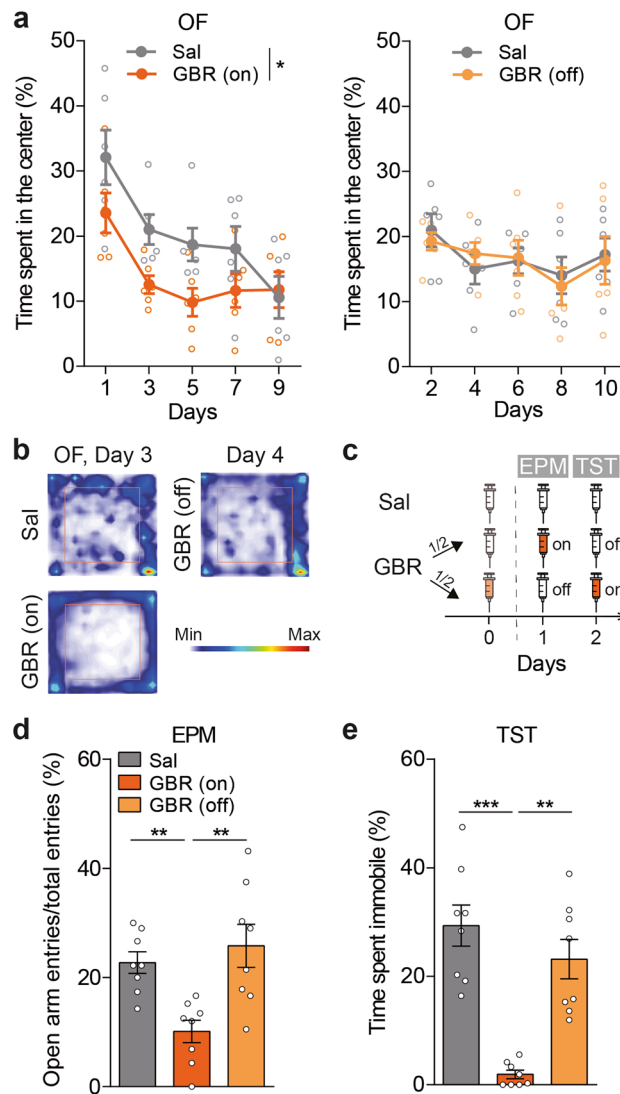 a
OF
Sal
GBR (on)
*
Time spent in the center (%)
50
40
30
20
10
0
1 3 5 7 9
Days
OF
Sal
GBR (off)
Time spent in the center (%)
50
40
30
20
10
0
2 4 6 8 10
Days
b
OF, Day 3
Sal
Day 4
GBR (off)
GBR (on)
Min Max
c
EPM TST
Sal
GBR
1/2
1/2
on off
off on
0 1 2
Days
d
EPM
Sal
GBR (on)
GBR (off)
** **
Open arm entries/total entries (%)
60
40
20
0
e
TST
*** **
Time spent immobile (%)
60
40
20
0